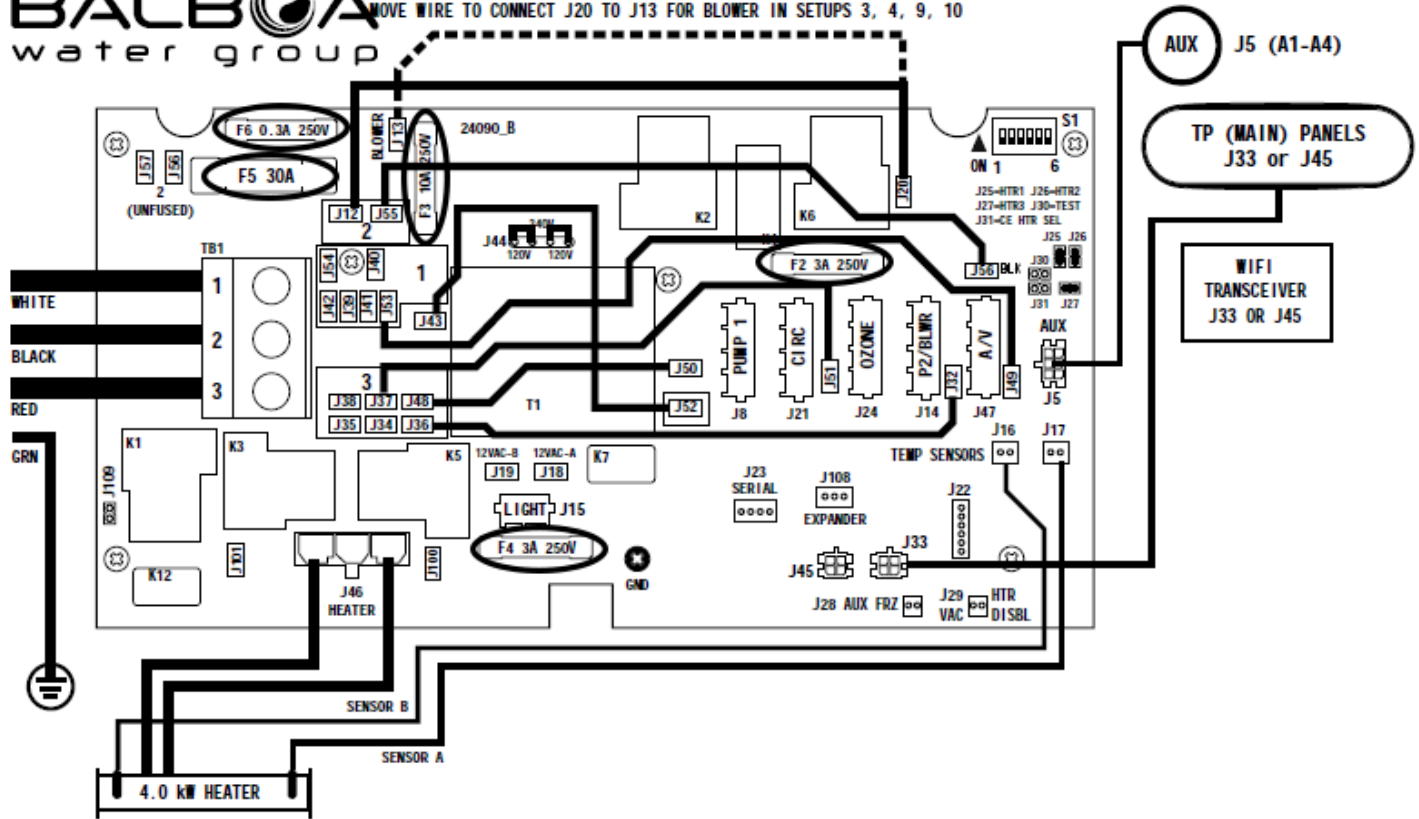 BALBOA
water group
MOVE WIRE TO CONNECT J20 TO J13 FOR BLOWER IN SETUPS 3, 4, 9, 10
AUX
J5 (A1-A4)
TP (MAIN) PANELS
J33 or J45
WIFI
TRANSCEIVER
J33 OR J45
F6 0.3A 250V
F5 30A
J57
J56
2
(UNFUSED)
BLOWER
J13
F3 10A 250V
24090_B
K2
K6
J20
S1
ON 1
6
J25=HTR1 J26=HTR2
J27=HTR3 J30=TEST
J31=CE HTR SEL
J25 J26
J30
J31
J27
J12
J55
2
J44
240V
120V
120V
F2 3A 250V
J56
BLK
TB1
1
2
3
J54
J40
1
J42
J39
J41
J53
J43
WHITE
BLACK
RED
GRN
3
J38
J37
J48
J35
J34
J36
T1
J50
J52
PUMP 1
J8
CIRC
J21
J51
OZONE
J24
P2/BLWR
J14
J32
A/V
J47
J49
AUX
J5
K1
K3
K5
12VAC-B
12VAC-A
J19
J18
K7
TEMP SENSORS
J16
J17
J109
J23
SERIAL
J108
EXPANDER
J22
LIGHT
J15
F4 3A 250V
GND
J45
J33
J101
J100
K12
J46
HEATER
J28 AUX FRZ
J29
VAC
HTR
DISBL
SENSOR B
SENSOR A
4.0 kW HEATER